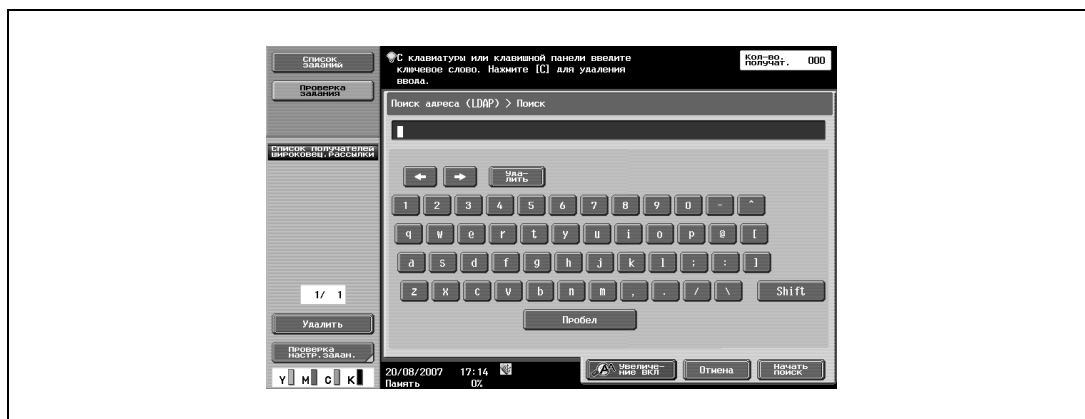 Список
заданий
Проверка
задания
С клавиатуры или клавишной панели введите
ключевое слово. Нажмите [C] для удаления
ввода.
Кол-во.
получат. 000
Поиск адреса (LDAP) > Поиск
Список получателей
широковещ.рассылки
Уда-
лить
1 2 3 4 5 6 7 8 9 0 - ^
q w e r t y u i o p @ [
a s d f g h j k l ; : ]
z x c v b n m , . / \ Shift
Пробел
1/ 1
Удалить
Проверка
настр.задан.
Y M C K
20/08/2007 17:14
Память 0%
Увеличе-
ние ВКЛ
Отмена
Начать
поиск